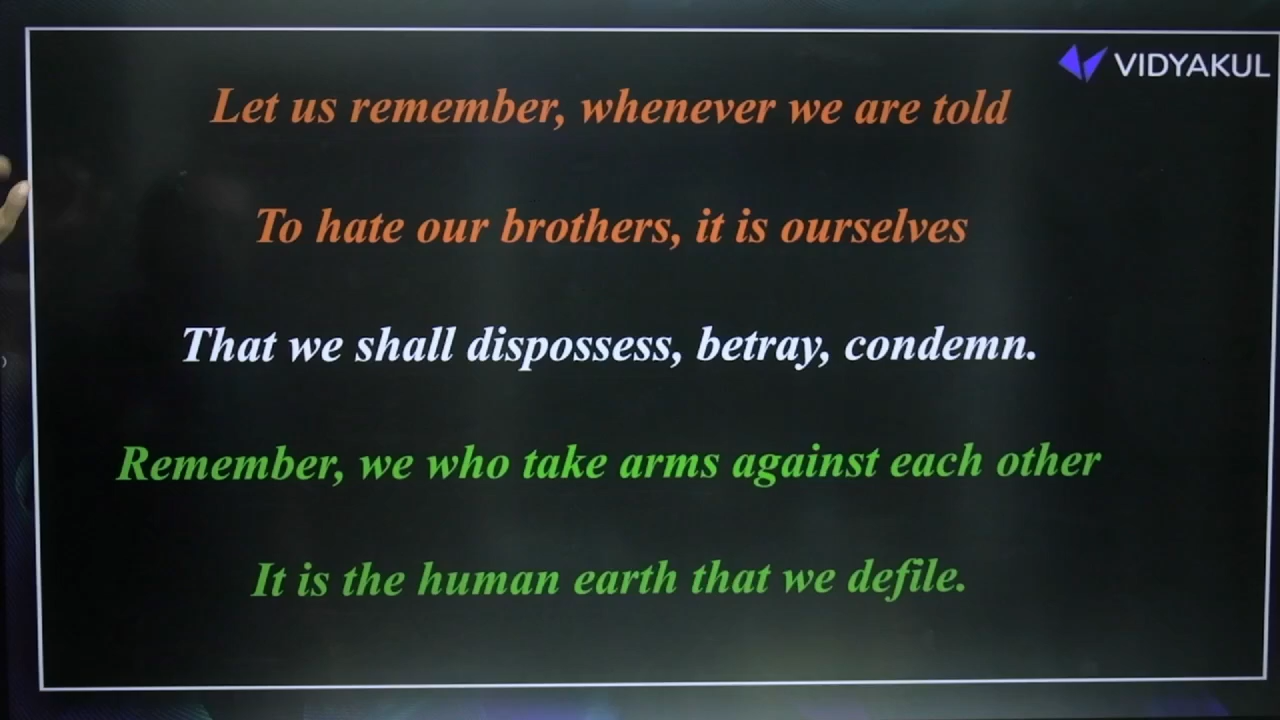 VIDYAKUL
Let us remember, whenever we are told
To hate our brothers, it is ourselves
That we shall dispossess, betray, condemn.
Remember, we who take arms against each other
It is the human earth that we defile.